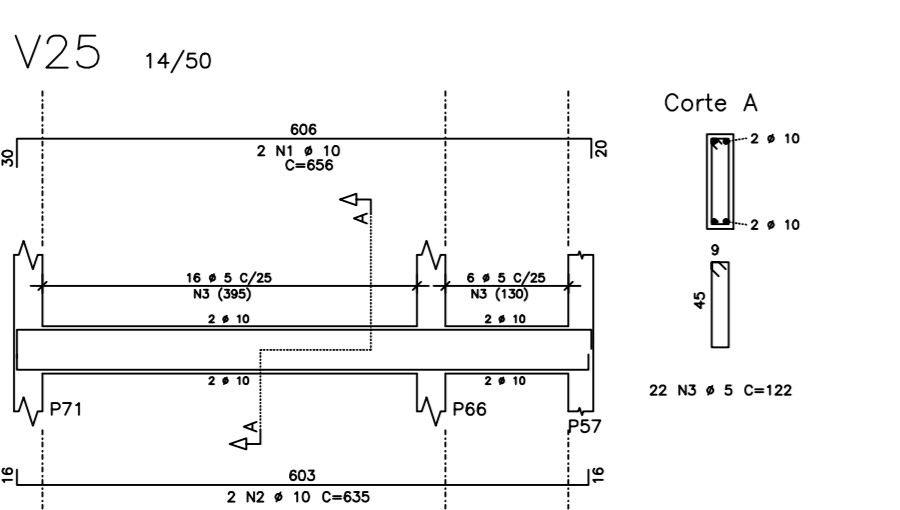 V25 14/50
606
2 N1 ø 10
C=656
30
20
Corte A
2 ø 10
2 ø 10
A
9
45
16 ø 5 C/25
N3 (395)
6 ø 5 C/25
N3 (130)
2 ø 10
2 ø 10
2 ø 10
2 ø 10
22 N3 ø 5 C=122
P71
P66
P57
A
16
603
16
2 N2 ø 10 C=635